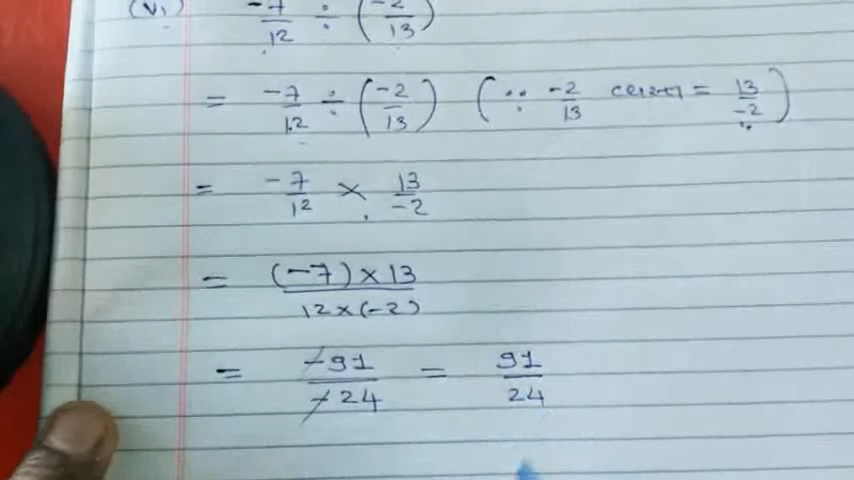 (vi) -7/12 ÷ (-2/13)
= -7/12 ÷ (-2/13) (∵ -2/13 = 13/-2)
= -7/12 × 13/-2
= (-7)×13 / 12×(-2)
= -91/-24 = 91/24